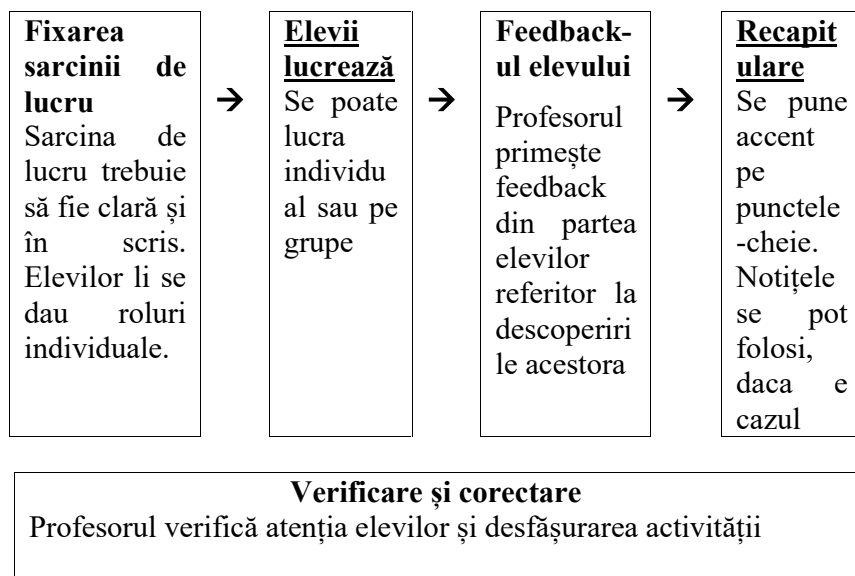 Fixarea
sarcinii de
lucru
Sarcina de
lucru trebuie
să fie clară și
în scris.
Elevilor li se
dau roluri
individuale.
→
Elevii
lucrează
Se poate
lucra
individu
al sau pe
grupe
→
Feedback-
ul elevului
Profesorul
primește
feedback
din partea
elevilor
referitor la
descoperiri
le acestora
→
Recapit
ulare
Se pune
accent
pe
punctele
-cheie.
Notițele
se pot
folosi,
daca e
cazul
Verificare și corectare
Profesorul verifică atenția elevilor și desfășurarea activității